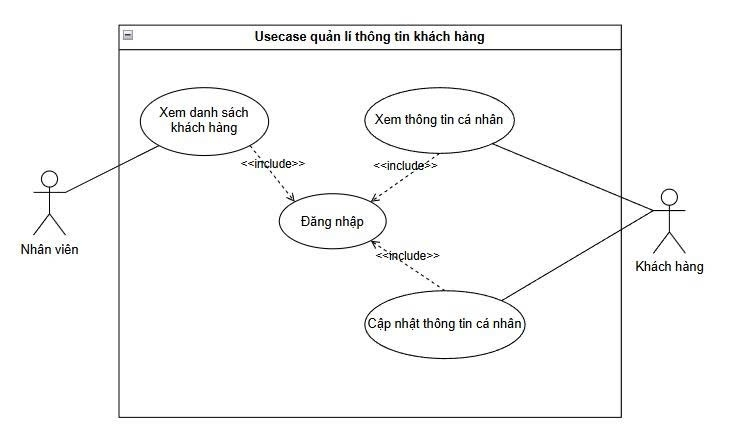 Usecase quản lí thông tin khách hàng
Xem danh sách
khách hàng
Xem thông tin cá nhân
<<include>>
<<include>>
Đăng nhập
Nhân viên
<<include>>
Khách hàng
Cập nhật thông tin cá nhân